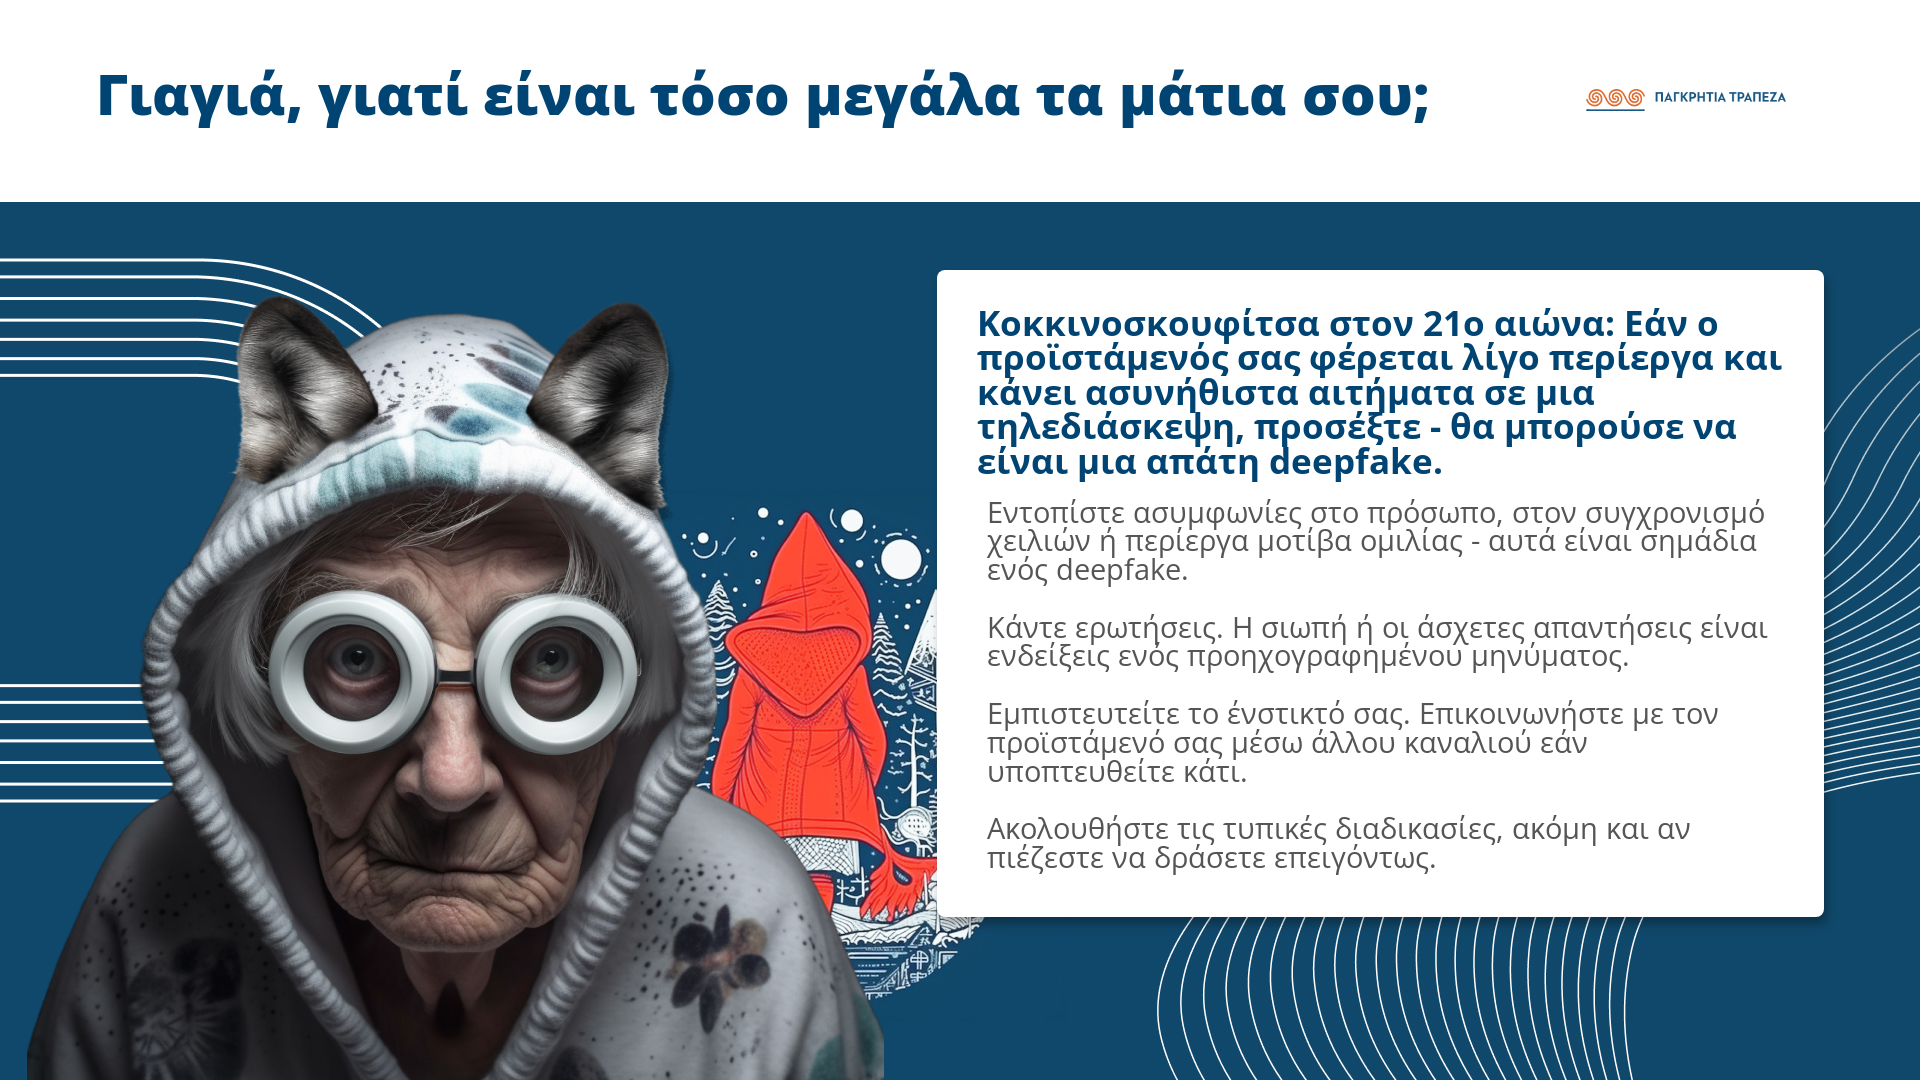 Γιαγιά, γιατί είναι τόσο μεγάλα τα μάτια σου;
ΠΑΓΚΡΗΤΙΑ ΤΡΑΠΕΖΑ
Κοκκινοσκουφίτσα στον 21ο αιώνα: Εάν ο
προϊστάμενός σας φέρεται λίγο περίεργα και
κάνει ασυνήθιστα αιτήματα σε μια
τηλεδιάσκεψη, προσέξτε - θα μπορούσε να
είναι μια απάτη deepfake.
Εντοπίστε ασυμφωνίες στο πρόσωπο, στον συγχρονισμό
χειλιών ή περίεργα μοτίβα ομιλίας - αυτά είναι σημάδια
ενός deepfake.
Κάντε ερωτήσεις. Η σιωπή ή οι άσχετες απαντήσεις είναι
ενδείξεις ενός προηχογραφημένου μηνύματος.
Εμπιστευτείτε το ένστικτό σας. Επικοινωνήστε με τον
προϊστάμενό σας μέσω άλλου καναλιού εάν
υποπτευθείτε κάτι.
Ακολουθήστε τις τυπικές διαδικασίες, ακόμη και αν
πιέζεστε να δράσετε επειγόντως.